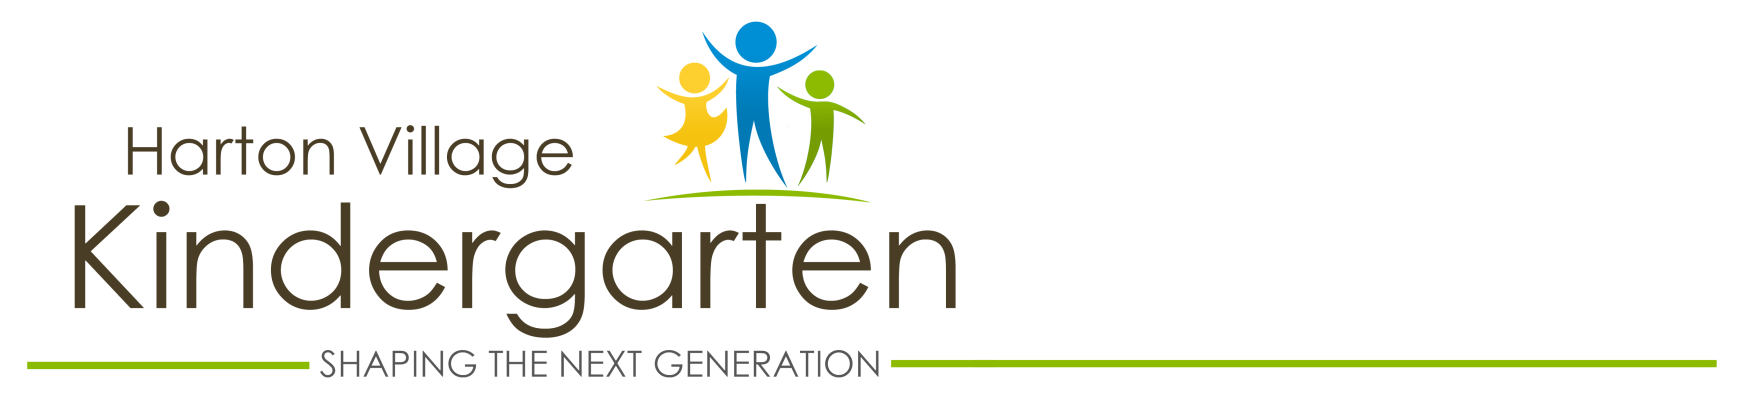 Harton Village
Kindergarten
SHAPING THE NEXT GENERATION